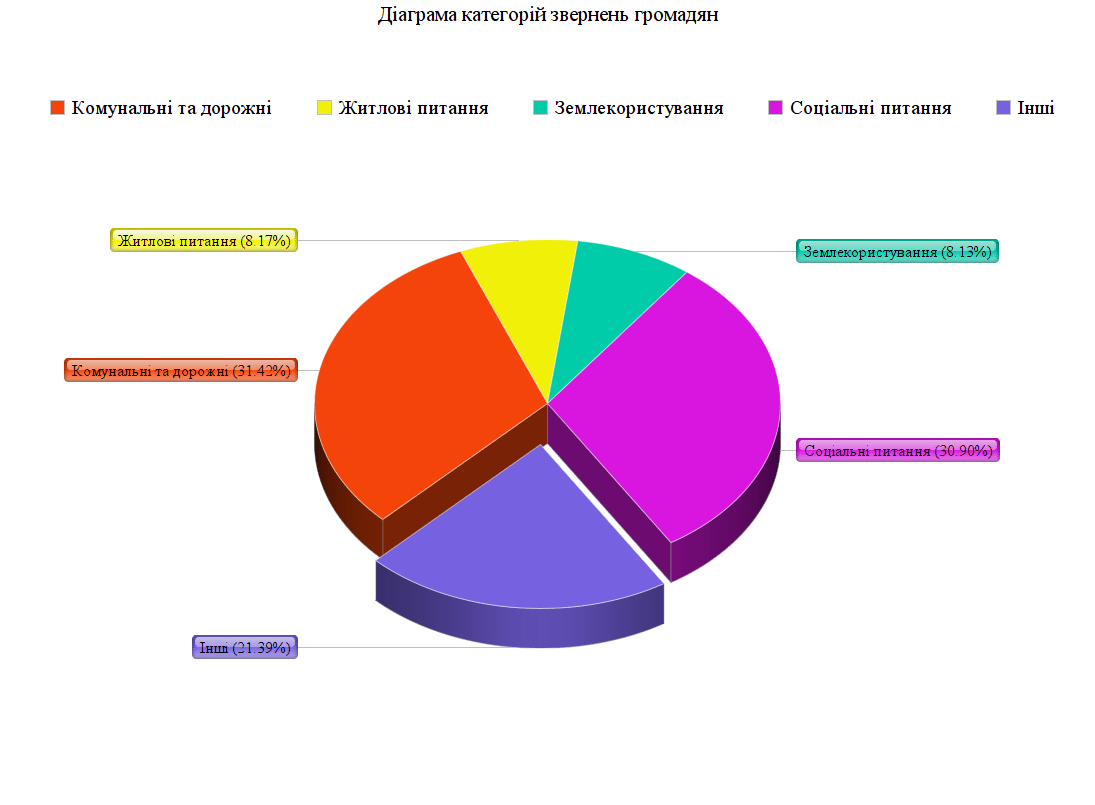 Діаграма категорій звернень громадян
Комунальні та дорожні Житлові питання Землекористування Соціальні питання Інші
Житлові питання (8.17%)
Землекористування (8.13%)
Комунальні та дорожні (31.42%)
Соціальні питання (30.90%)
Інші (21.39%)